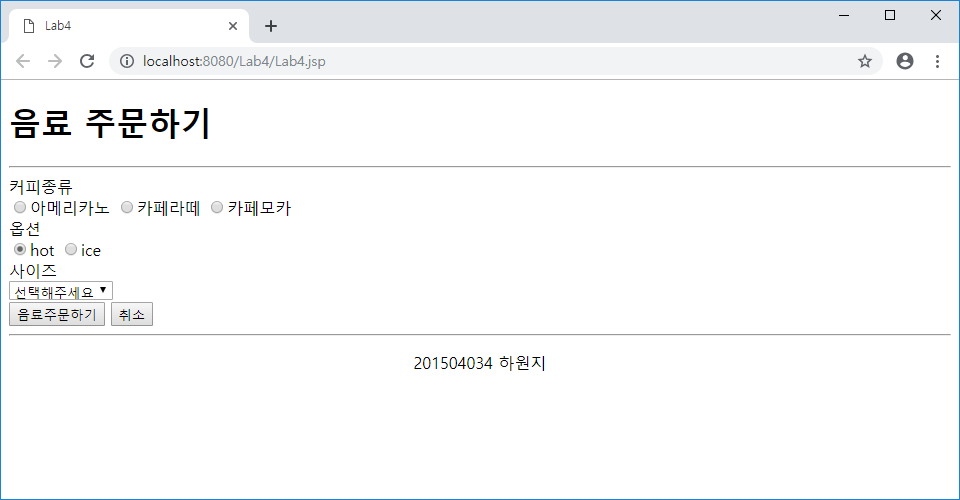 Lab4
localhost:8080/Lab4/Lab4.jsp
음료 주문하기
커피종류
아메리카노 카페라떼 카페모카
옵션
hot ice
사이즈
선택해주세요
음료주문하기 취소
201504034 하원지